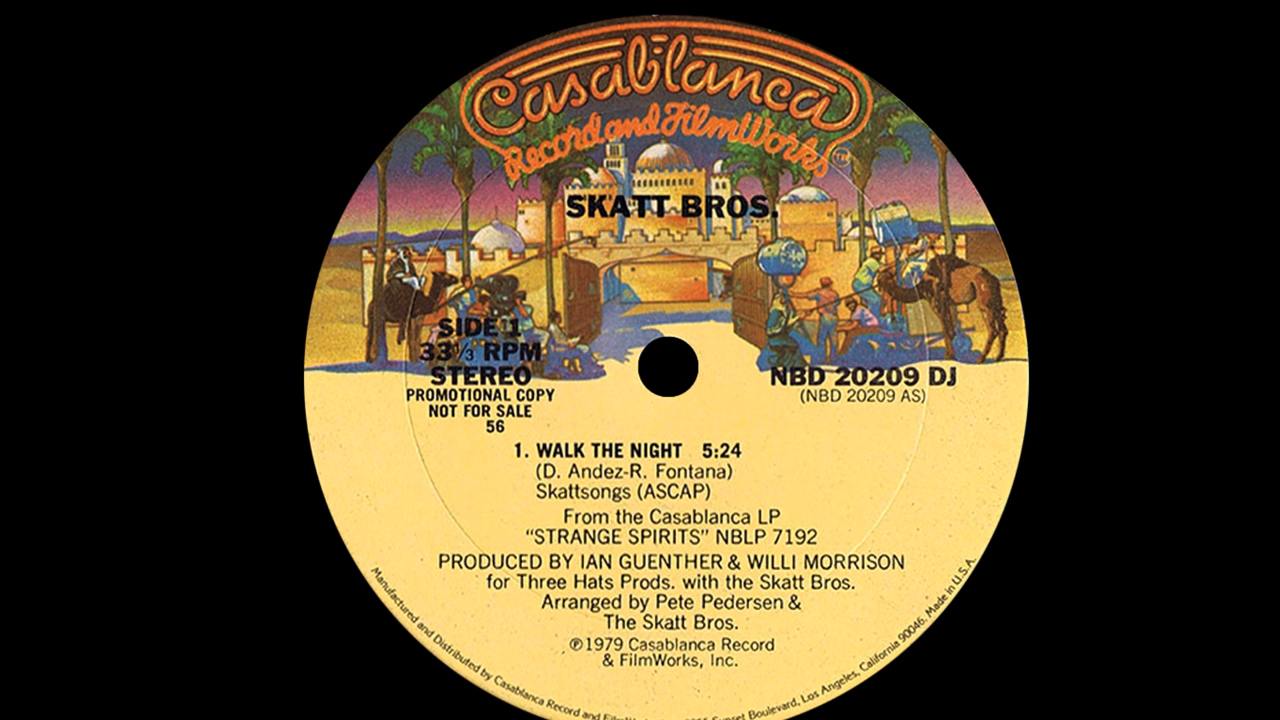 Casablanca
Record and FilmWorks
TM
SKATT BROS.
SIDE 1
33⅓ RPM
STEREO
PROMOTIONAL COPY
NOT FOR SALE
56
NBD 20209 DJ
(NBD 20209 AS)
1. WALK THE NIGHT 5:24
(D. Andez-R. Fontana)
Skattsongs (ASCAP)
From the Casablanca LP
“STRANGE SPIRITS” NBLP 7192
PRODUCED BY IAN GUENTHER & WILLI MORRISON
for Three Hats Prods. with the Skatt Bros.
Arranged by Pete Pedersen &
The Skatt Bros.
℗1979 Casablanca Record
& FilmWorks, Inc.
Manufactured and Distributed by Casablanca Record and Sunset Boulevard, Los Angeles, California 90046. Made in U.S.A.